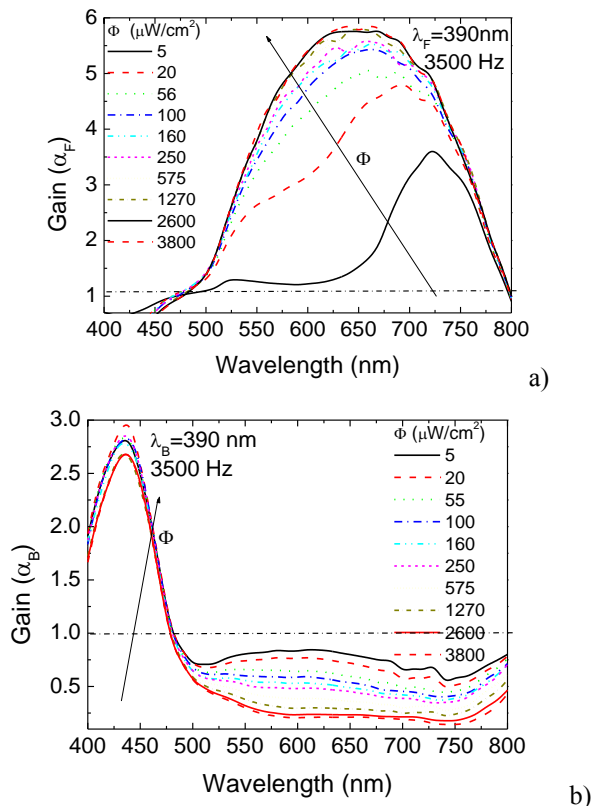 Φ (μW/cm²)
5
20
56
100
160
250
575
1270
2600
3800
λF=390nm
3500 Hz
Φ
Gain (αF)
6
5
4
3
2
1
400 450 500 550 600 650 700 750 800
Wavelength (nm)
a)
λB=390 nm
3500 Hz
Φ
Φ (μW/cm²)
5
20
55
100
160
250
575
1270
2600
3800
Gain (αB)
3.0
2.5
2.0
1.5
1.0
0.5
400 450 500 550 600 650 700 750 800
Wavelength (nm)
b)